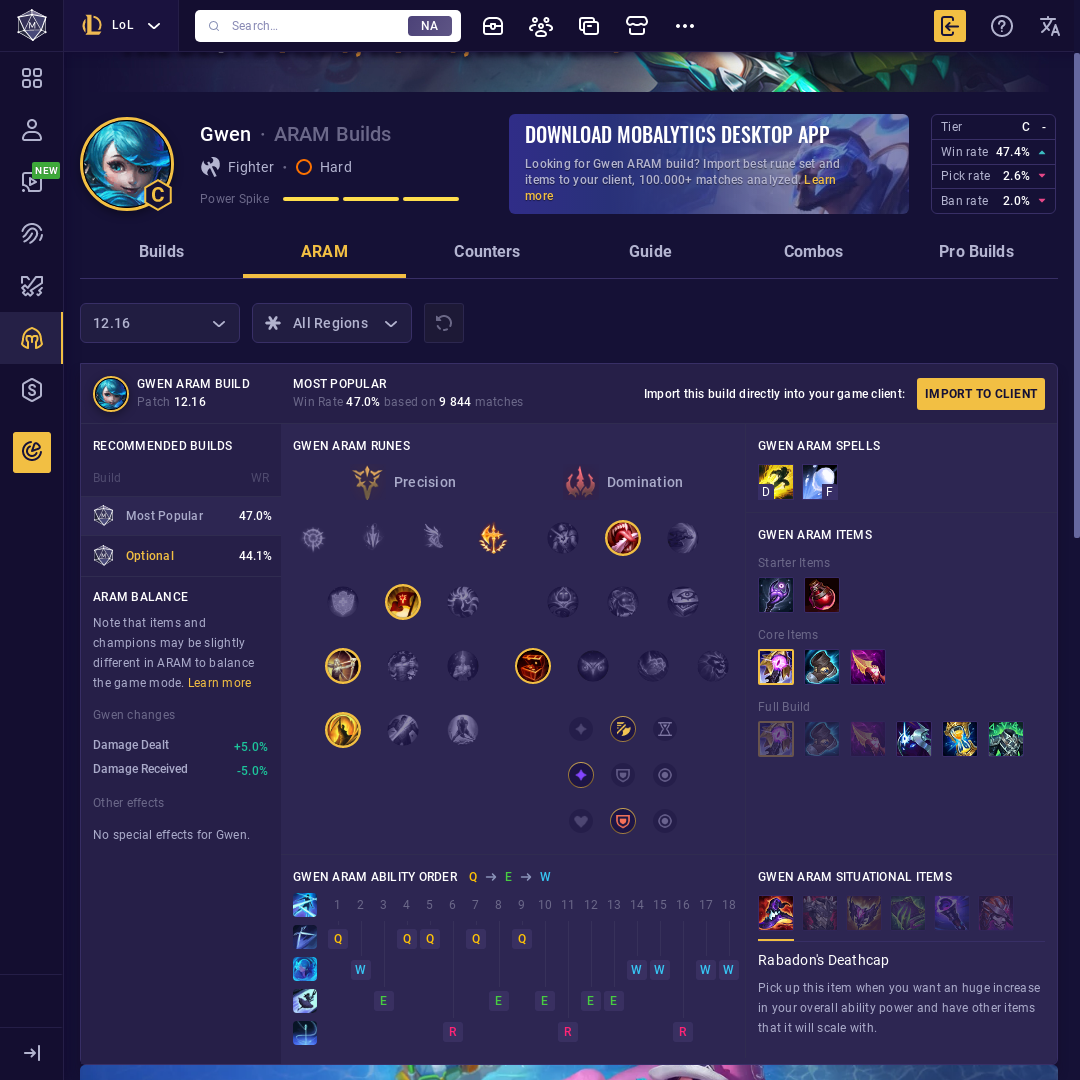 LoL
Search...
NA
NEW
Gwen · ARAM Builds
Fighter · Hard
Power Spike
C
DOWNLOAD MOBALYTICS DESKTOP APP
Looking for Gwen ARAM build? Import best rune set and
items to your client, 100.000+ matches analyzed. Learn
more
Tier C -
Win rate 47.4%
Pick rate 2.6%
Ban rate 2.0%
Builds ARAM Counters Guide Combos Pro Builds
12.16
All Regions
GWEN ARAM BUILD
Patch 12.16
MOST POPULAR
Win Rate 47.0% based on 9 844 matches
Import this build directly into your game client:
IMPORT TO CLIENT
RECOMMENDED BUILDS
Build WR
Most Popular 47.0%
Optional 44.1%
ARAM BALANCE
Note that items and
champions may be slightly
different in ARAM to balance
the game mode. Learn more
Gwen changes
Damage Dealt +5.0%
Damage Received -5.0%
Other effects
No special effects for Gwen.
GWEN ARAM RUNES
Precision
Domination
GWEN ARAM SPELLS
D F
GWEN ARAM ITEMS
Starter Items
Core Items
Full Build
GWEN ARAM ABILITY ORDER Q → E → W
1 2 3 4 5 6 7 8 9 10 11 12 13 14 15 16 17 18
Q Q Q Q Q
W W W W W
E E E E E
R R R
GWEN ARAM SITUATIONAL ITEMS
Rabadon's Deathcap
Pick up this item when you want an huge increase
in your overall ability power and have other items
that it will scale with.